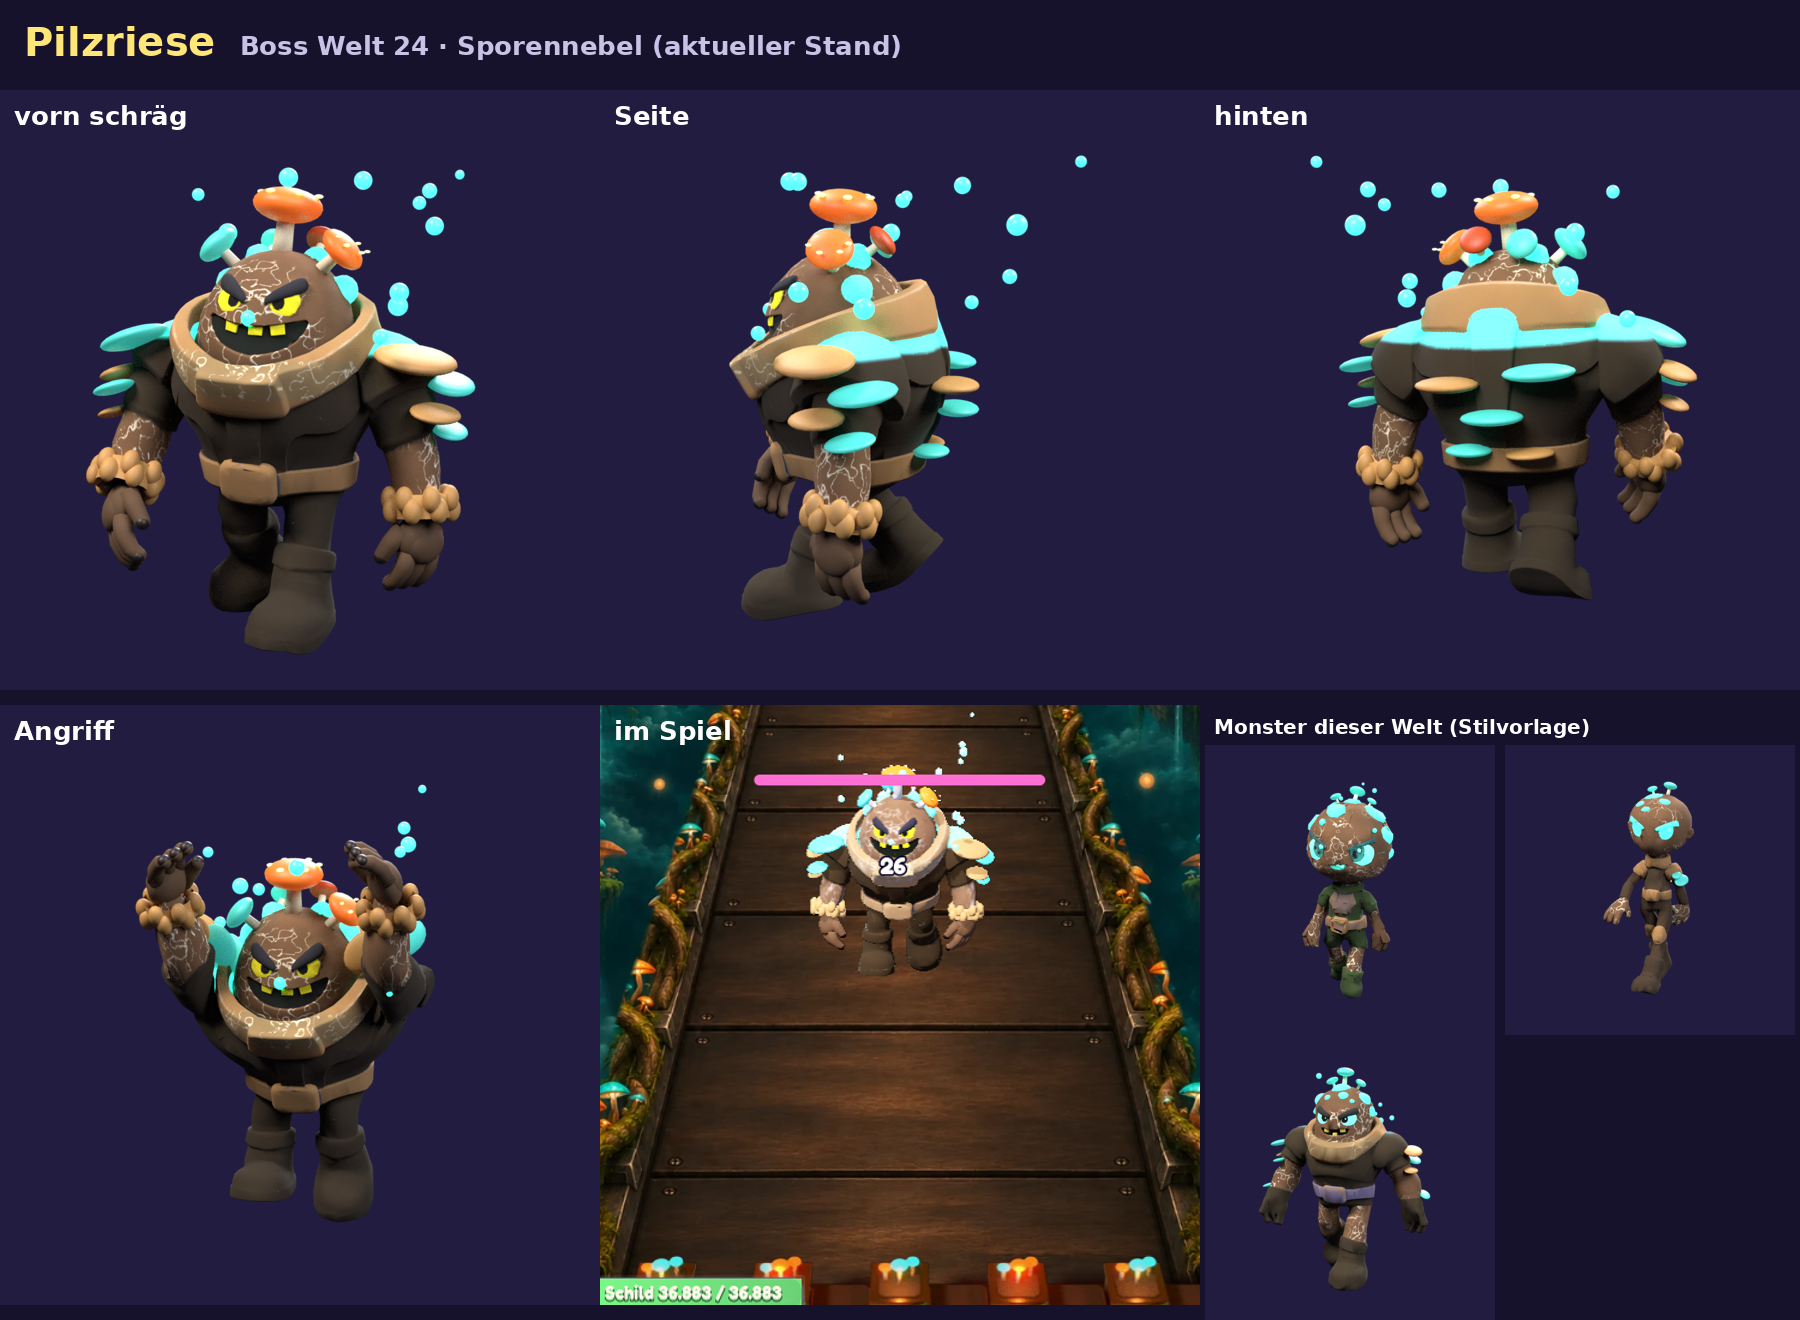 Pilzriese Boss Welt 24 · Sporennebel (aktueller Stand)
vorn schräg
Seite
hinten
Angriff
im Spiel
Monster dieser Welt (Stilvorlage)
26
Schild 36.883 / 36.883